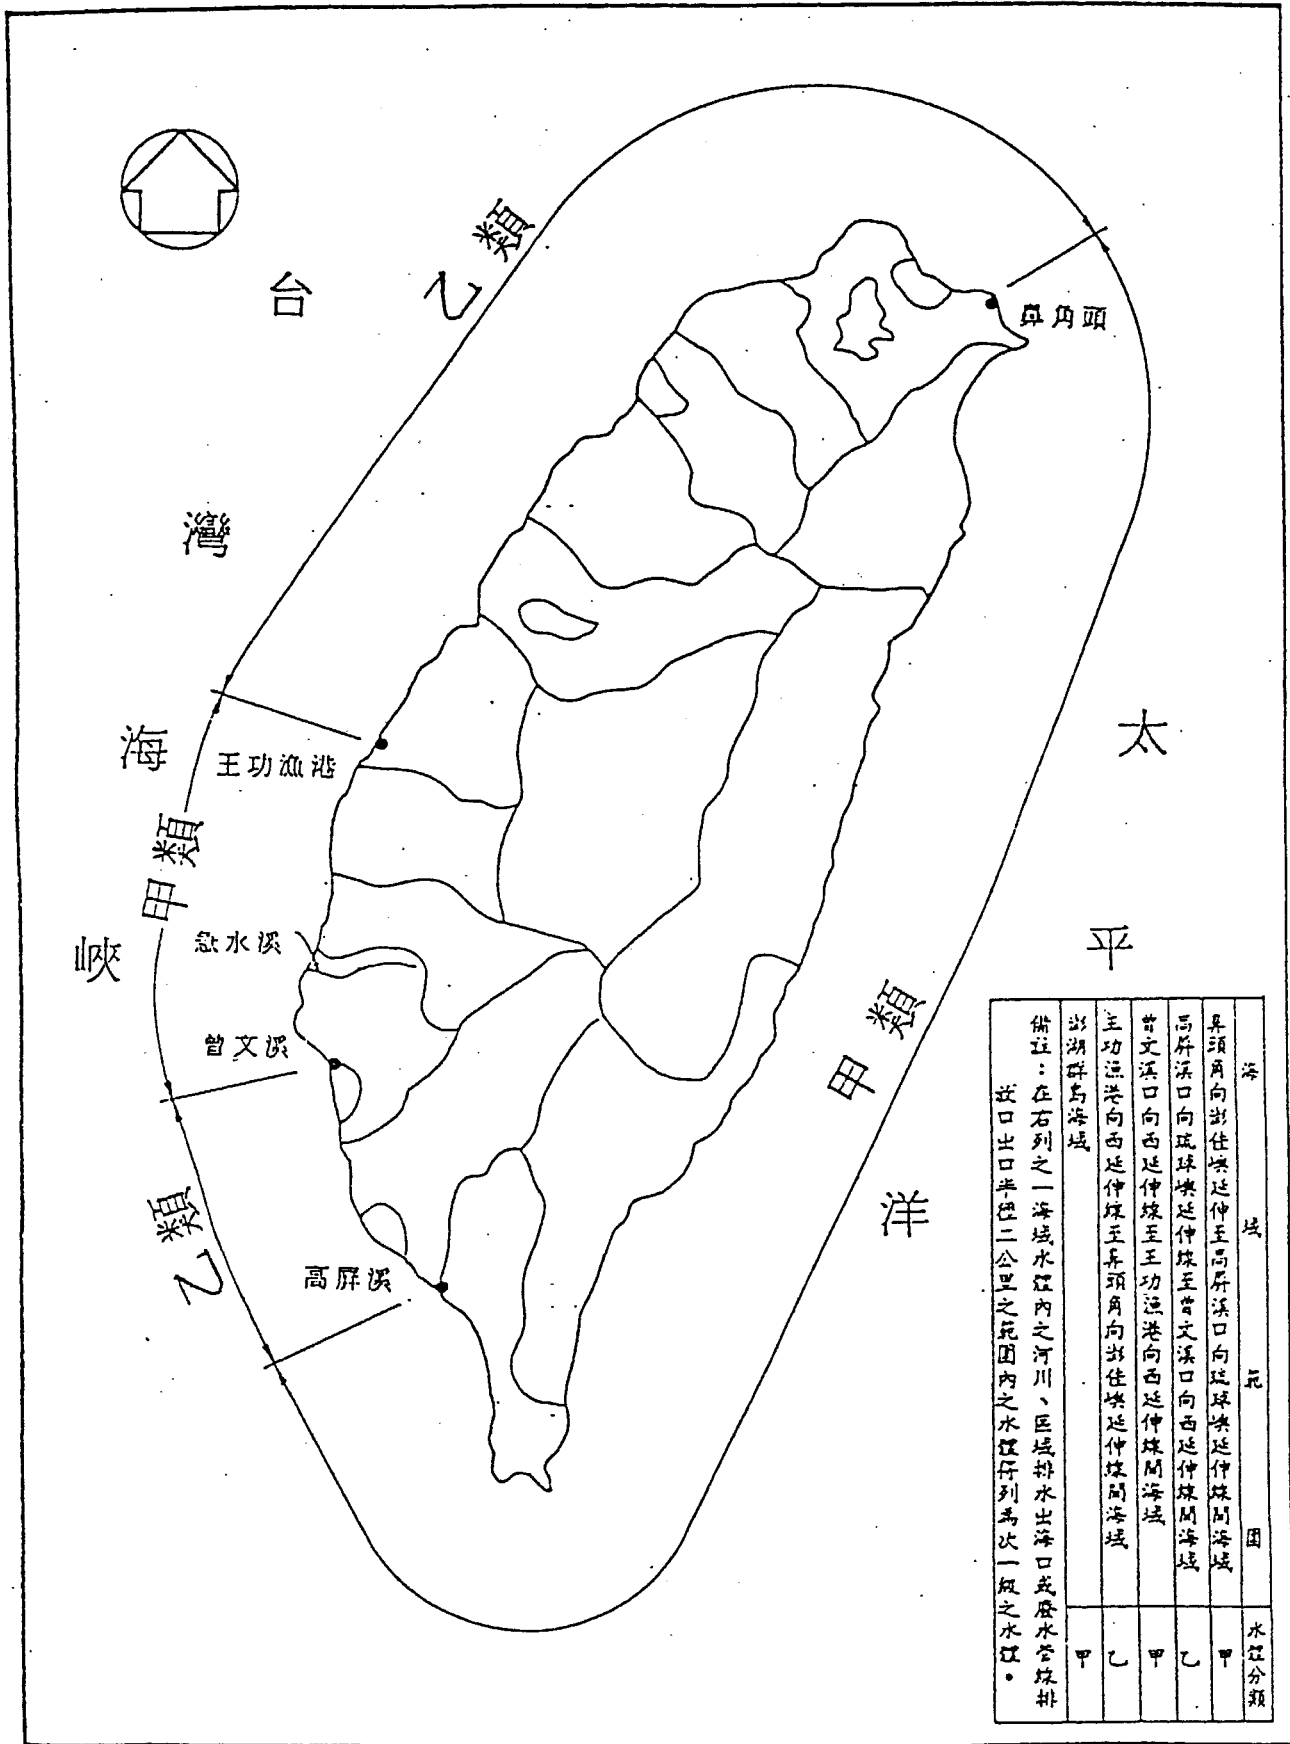 台灣海峽
太平洋
乙類
甲類
乙類
甲類
鼻角頭
王功漁港
急水溪
曾文溪
高屏溪
海域範圍
水體分類
鼻頭角向彭佳嶼延伸至高屏溪口向琉球嶼延伸線間海域
甲
高屏溪口向琉球嶼延伸線至曾文溪口向西延伸線間海域
乙
曾文溪口向西延伸線至王功漁港向西延伸線間海域
甲
王功漁港向西延伸線至鼻頭角向彭佳嶼延伸線間海域
乙
澎湖群島海域
甲
備註：在右列之一海域水體內之河川、區域排水出海口或廢水管線排
放口出口半徑二公里之範圍內之水體得列為次一級之水體。